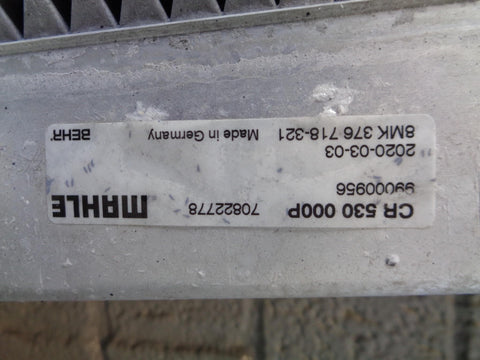 CR 530 000P 70822778 MAHLE
99000956
2020-03-03
8MK 376 718-321 Made in Germany BEHR